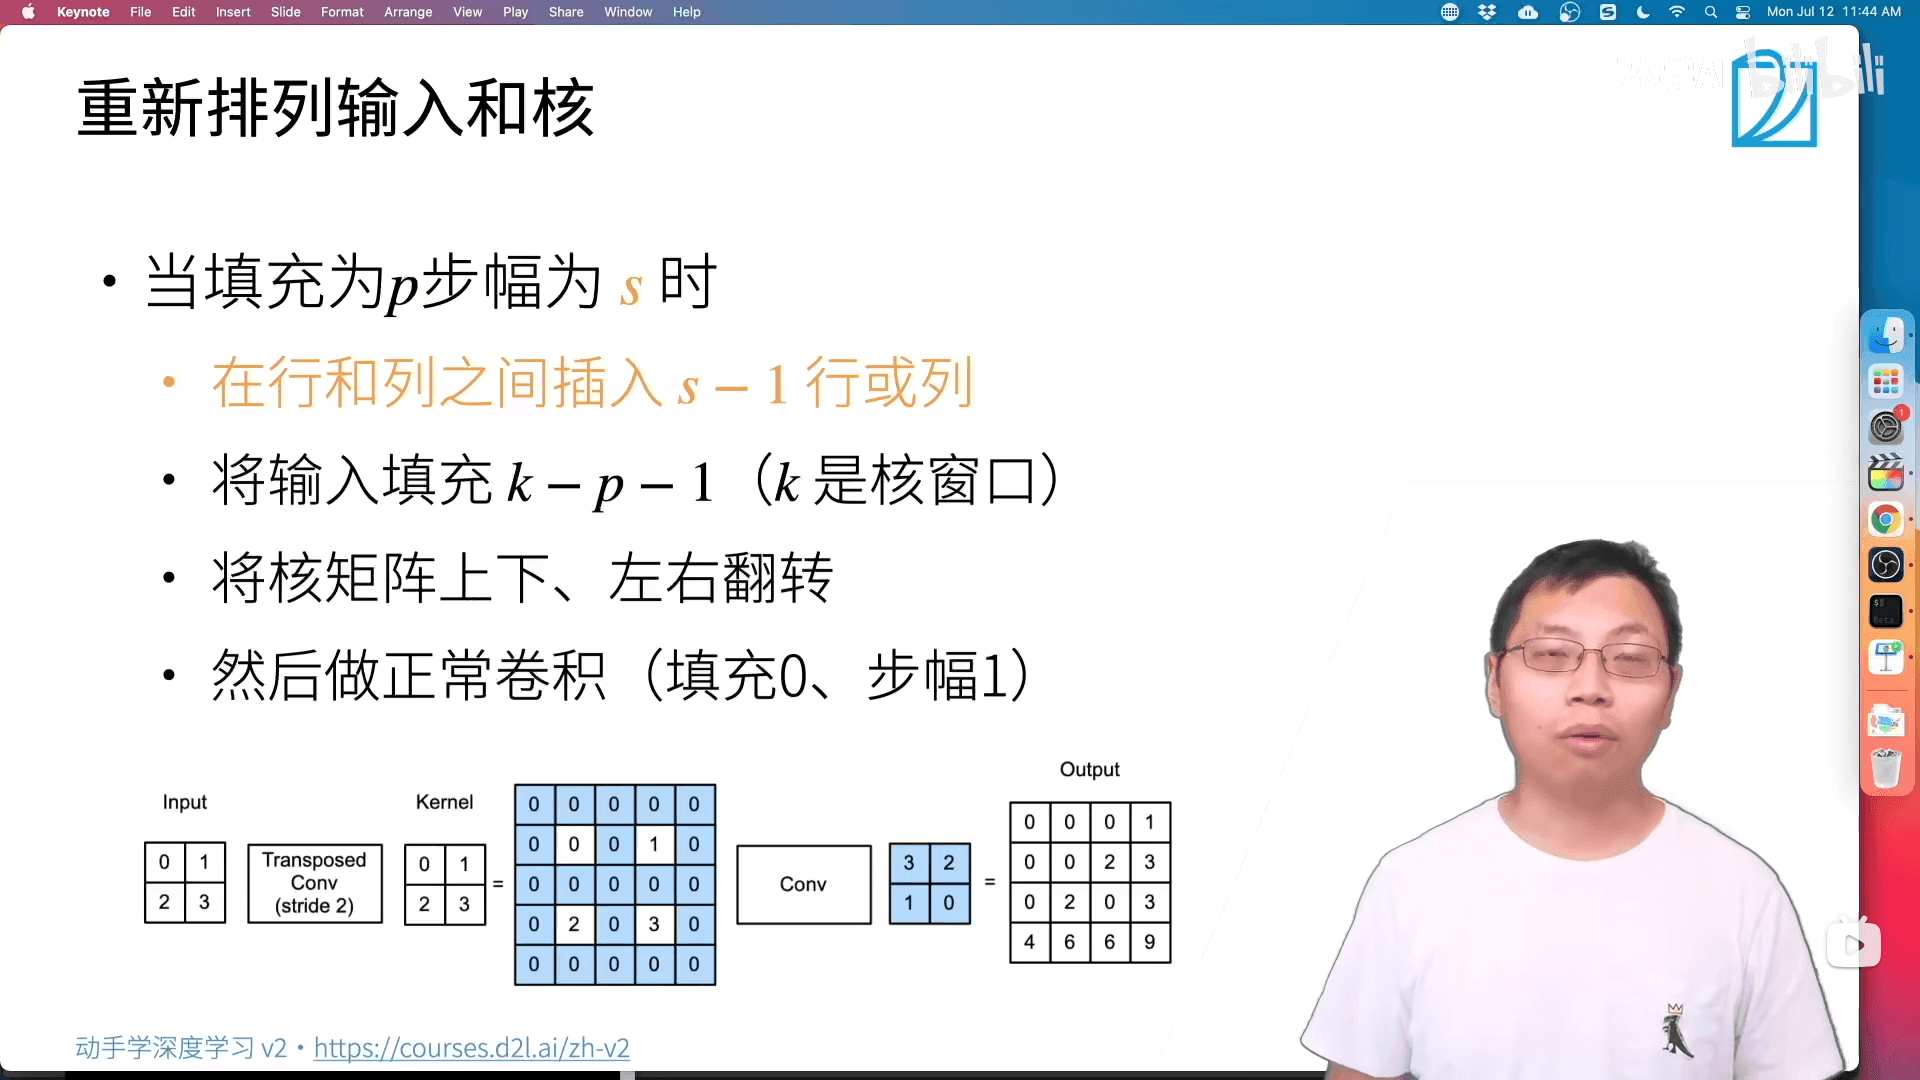 Keynote File Edit Insert Slide Format Arrange View Play Share Window Help Mon Jul 12 11:44 AM
bilibili
重新排列输入和核
• 当填充为p步幅为 s 时
• 在行和列之间插入 s − 1 行或列
• 将输入填充 k − p − 1（k 是核窗口）
• 将核矩阵上下、左右翻转
• 然后做正常卷积（填充0、步幅1）
Input
0 1
2 3
Transposed
Conv
(stride 2)
Kernel
0 1
2 3
=
0 0 0 0 0
0 0 0 1 0
0 0 0 0 0
0 2 0 3 0
0 0 0 0 0
Conv
3 2
1 0
=
Output
0 0 0 1
0 0 2 3
0 2 0 3
4 6 6 9
动手学深度学习 v2 • https://courses.d2l.ai/zh-v2
1